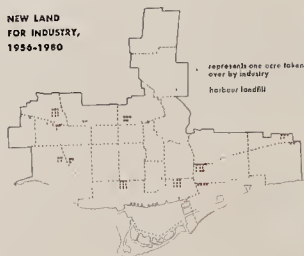 NEW LAND
FOR INDUSTRY,
1956-1980
represents one acre taken
over by industry
harbour landfill